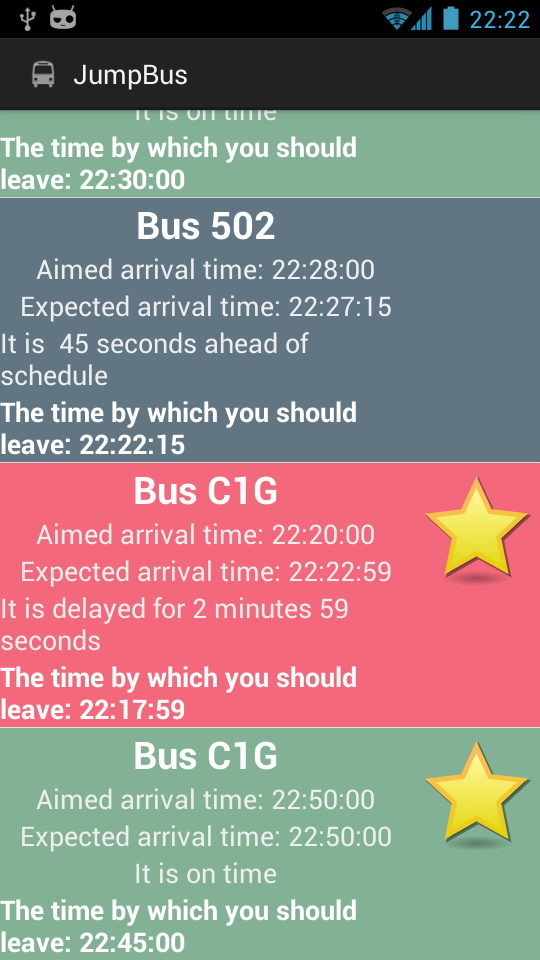 22:22
JumpBus
It is on time
The time by which you should
leave: 22:30:00
Bus 502
Aimed arrival time: 22:28:00
Expected arrival time: 22:27:15
It is  45 seconds ahead of
schedule
The time by which you should
leave: 22:22:15
Bus C1G
Aimed arrival time: 22:20:00
Expected arrival time: 22:22:59
It is delayed for 2 minutes 59
seconds
The time by which you should
leave: 22:17:59
Bus C1G
Aimed arrival time: 22:50:00
Expected arrival time: 22:50:00
It is on time
The time by which you should
leave: 22:45:00